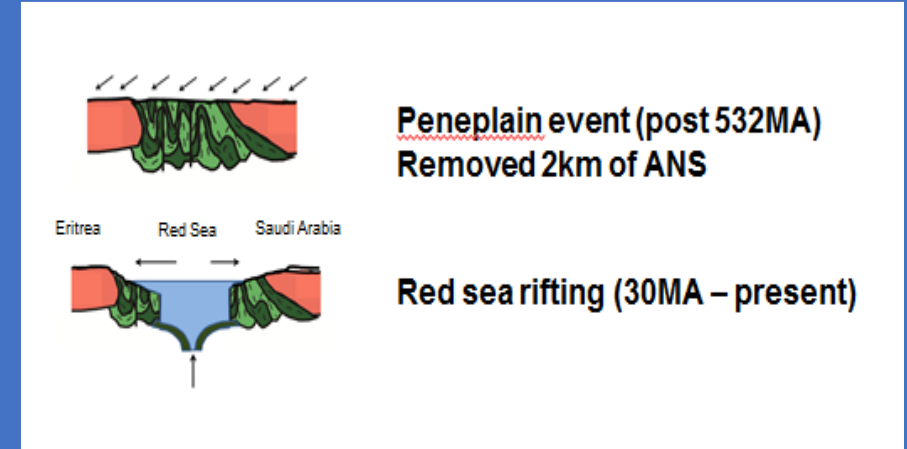 Peneplain event (post 532MA)
Removed 2km of ANS
Eritrea Red Sea Saudi Arabia
Red sea rifting (30MA – present)